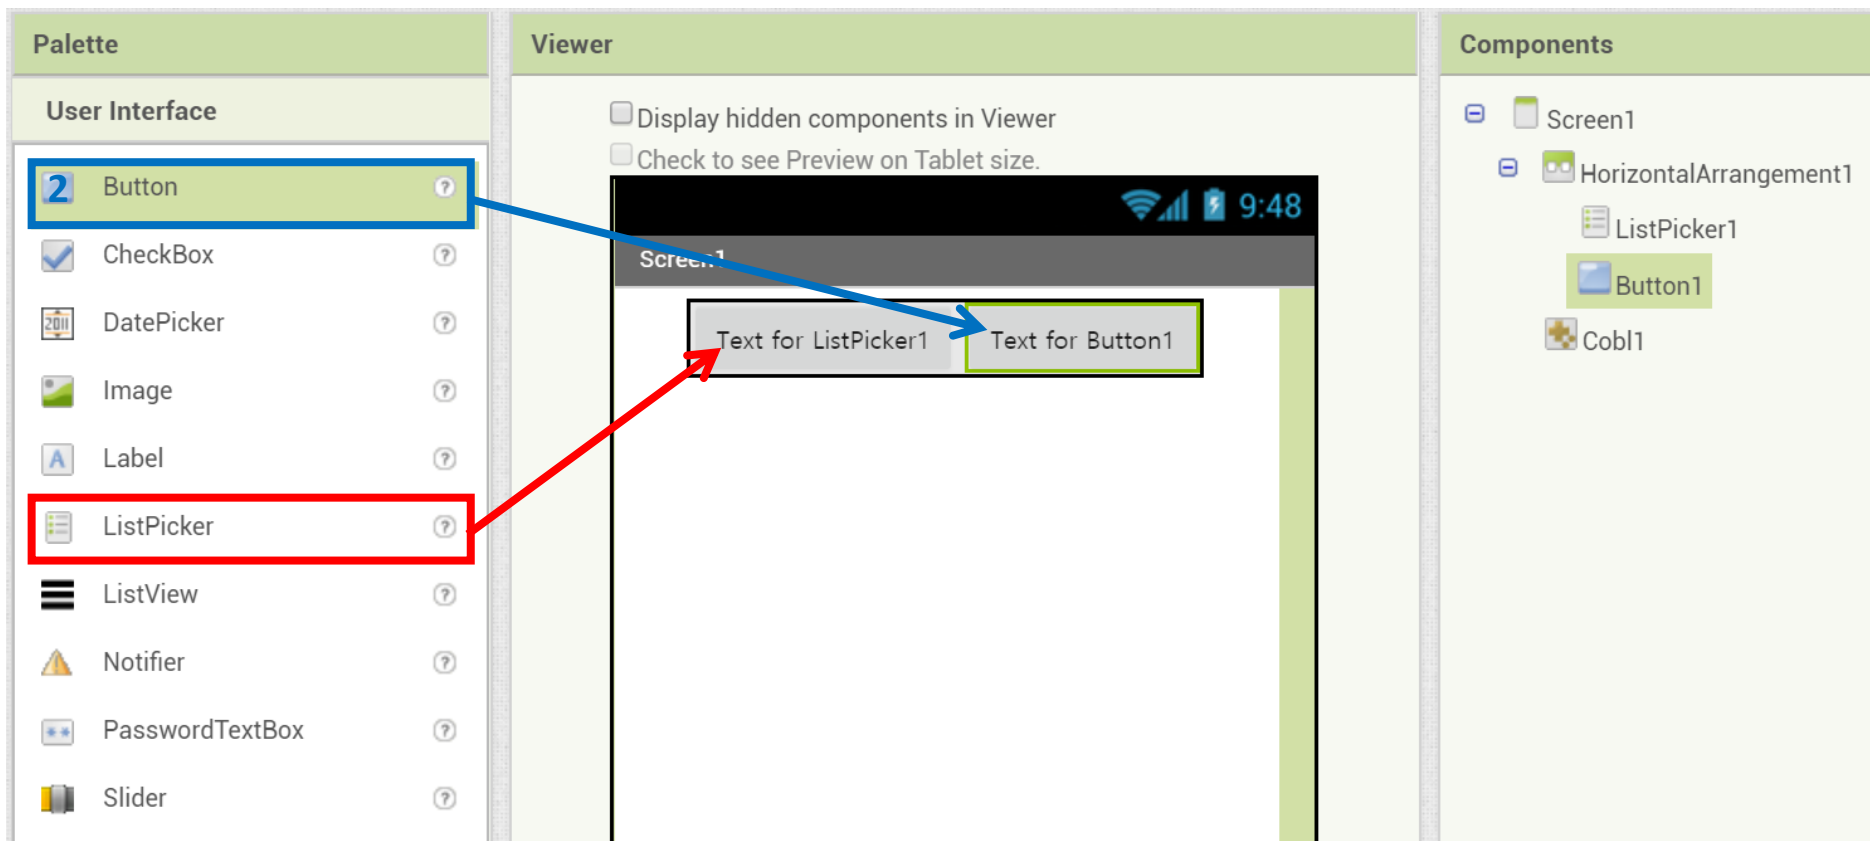 Palette
User Interface
2 Button ?
CheckBox ?
2011 DatePicker ?
Image ?
A Label ?
ListPicker ?
ListView ?
Notifier ?
** PasswordTextBox ?
Slider ?
Viewer
Display hidden components in Viewer
Check to see Preview on Tablet size.
9:48
Screen1
Text for ListPicker1 Text for Button1
Components
Screen1
HorizontalArrangement1
ListPicker1
Button1
Cobl1